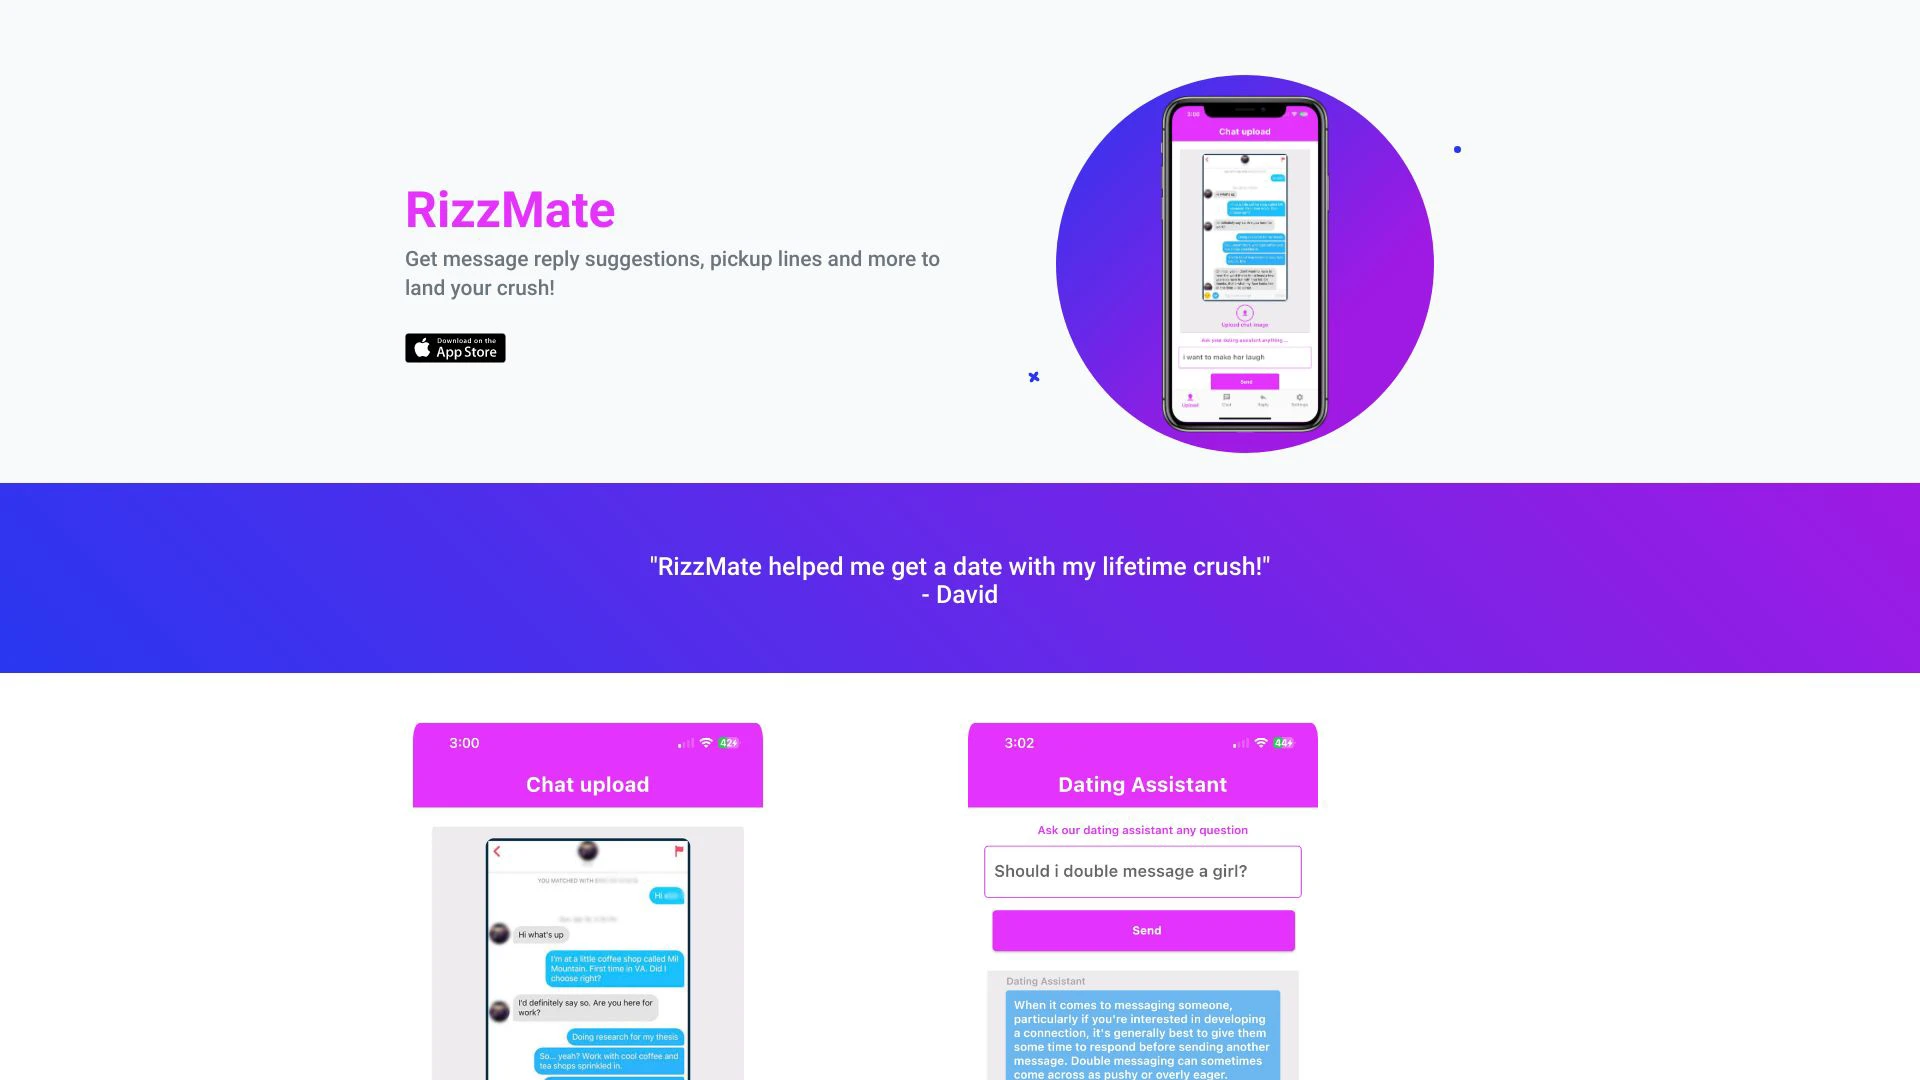 RizzMate
Get message reply suggestions, pickup lines and more to
land your crush!
Download on the
App Store
3:00
Chat upload
Upload chat image
Ask your dating assistant anything...
i want to make her laugh
Send
Upload
Chat
Reply
Settings
"RizzMate helped me get a date with my lifetime crush!"
- David
3:00
42
Chat upload
YOU MATCHED WITH
Hi
Hi what's up
I'm at a little coffee shop called Mil
Mountain. First time in VA. Did I
choose right?
I'd definitely say so. Are you here for
work?
Doing research for my thesis
So... yeah? Work with cool coffee and
tea shops sprinkled in.
3:02
44
Dating Assistant
Ask our dating assistant any question
Should i double message a girl?
Send
Dating Assistant
When it comes to messaging someone,
particularly if you're interested in developing
a connection, it's generally best to give them
some time to respond before sending another
message. Double messaging can sometimes
come across as pushy or overly eager.